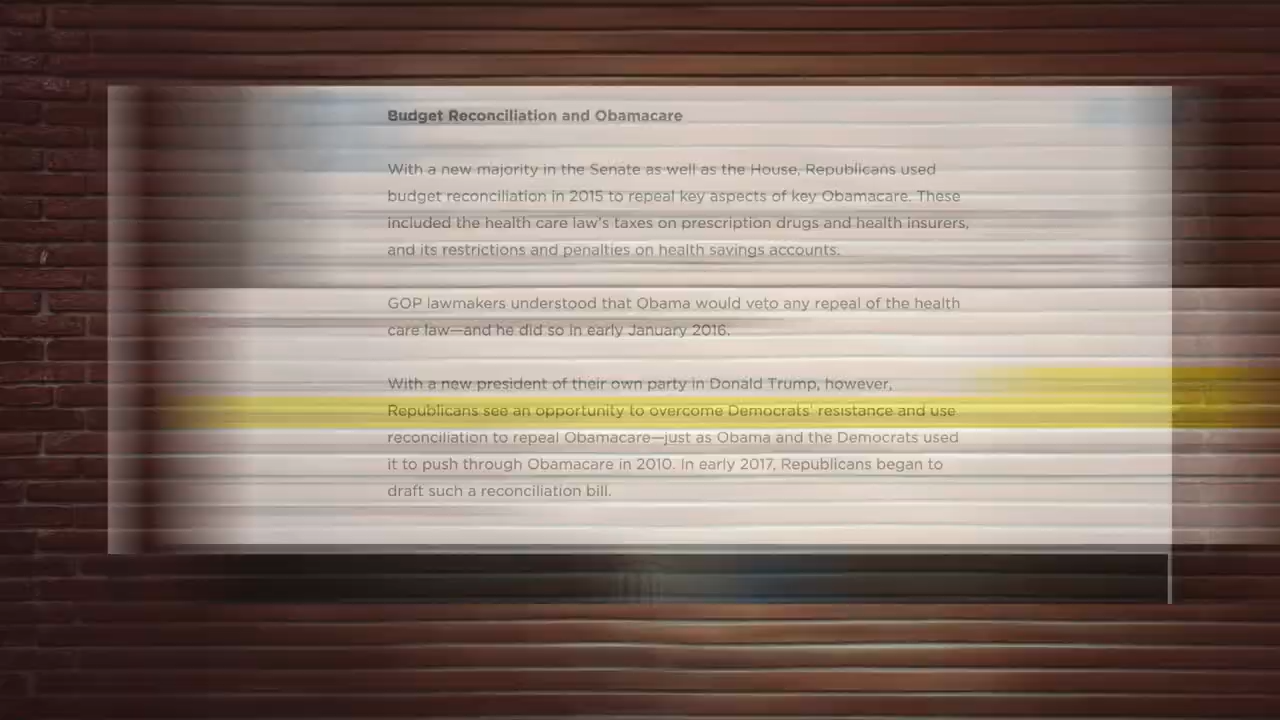 Budget Reconciliation and Obamacare
With a new majority in the Senate as well as the House, Republicans used
budget reconciliation in 2015 to repeal key aspects of key Obamacare. These
included the health care law's taxes on prescription drugs and health insurers,
and its restrictions and penalties on health savings accounts.
GOP lawmakers understood that Obama would veto any repeal of the health
care law—and he did so in early January 2016.
With a new president of their own party in Donald Trump, however,
Republicans see an opportunity to overcome Democrats' resistance and use
reconciliation to repeal Obamacare—just as Obama and the Democrats used
it to push through Obamacare in 2010. In early 2017, Republicans began to
draft such a reconciliation bill.